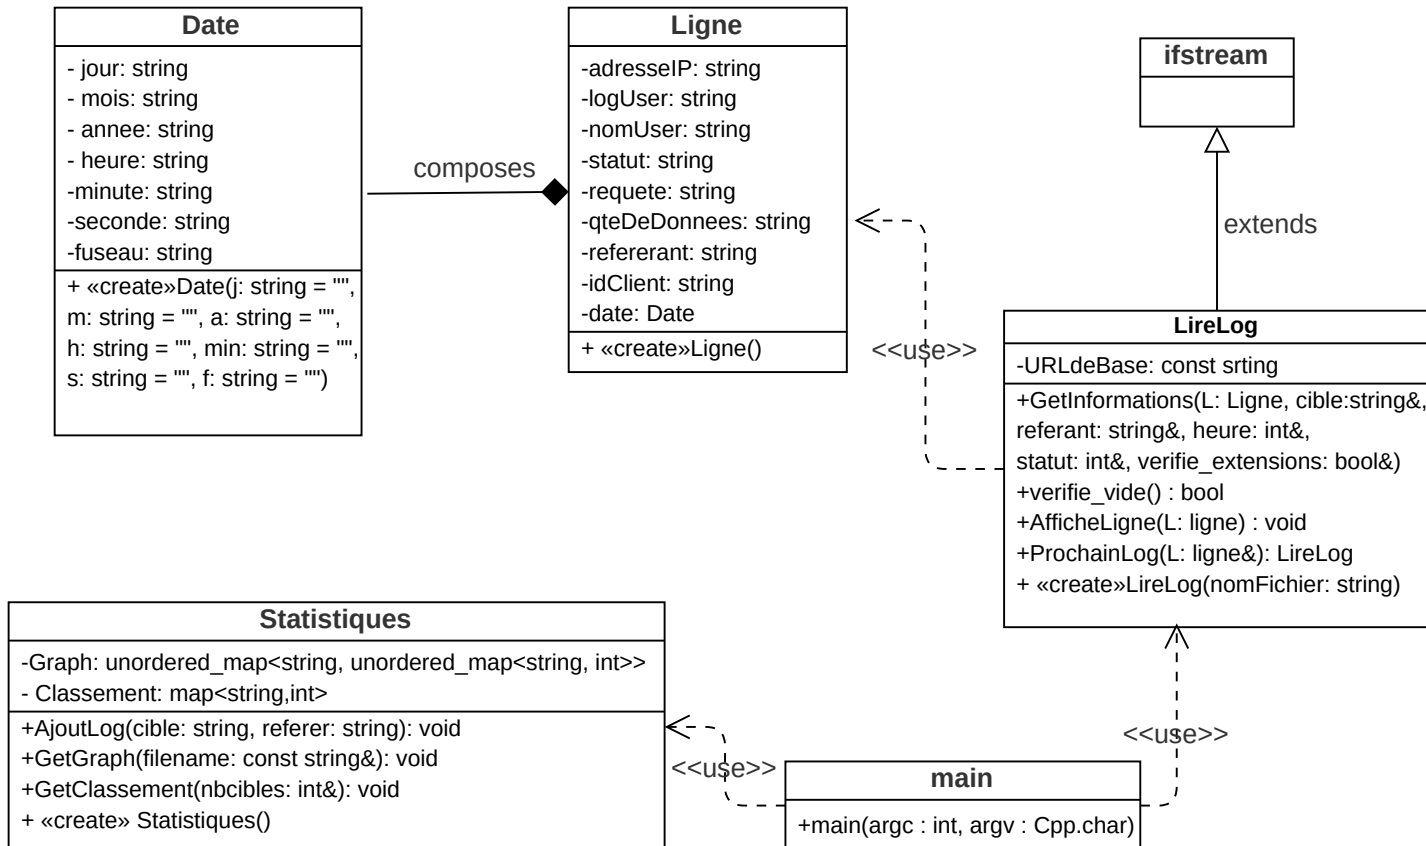 Date
- jour: string
- mois: string
- annee: string
- heure: string
-minute: string
-seconde: string
-fuseau: string
+ «create»Date(j: string = "",
m: string = "", a: string = "",
h: string = "", min: string = "",
s: string = "", f: string = "")
composes
Ligne
-adresseIP: string
-logUser: string
-nomUser: string
-statut: string
-requete: string
-qteDeDonnees: string
-refererant: string
-idClient: string
-date: Date
+ «create»Ligne()
<<use>>
ifstream
extends
LireLog
-URLdeBase: const srting
+GetInformations(L: Ligne, cible:string&,
referant: string&, heure: int&,
statut: int&, verifie_extensions: bool&)
+verifie_vide() : bool
+AfficheLigne(L: ligne) : void
+ProchainLog(L: ligne&): LireLog
+ «create»LireLog(nomFichier: string)
Statistiques
-Graph: unordered_map<string, unordered_map<string, int>>
- Classement: map<string,int>
+AjoutLog(cible: string, referer: string): void
+GetGraph(filename: const string&): void
+GetClassement(nbcibles: int&): void
+ «create» Statistiques()
<<use>>
<<use>>
main
+main(argc : int, argv : Cpp.char)